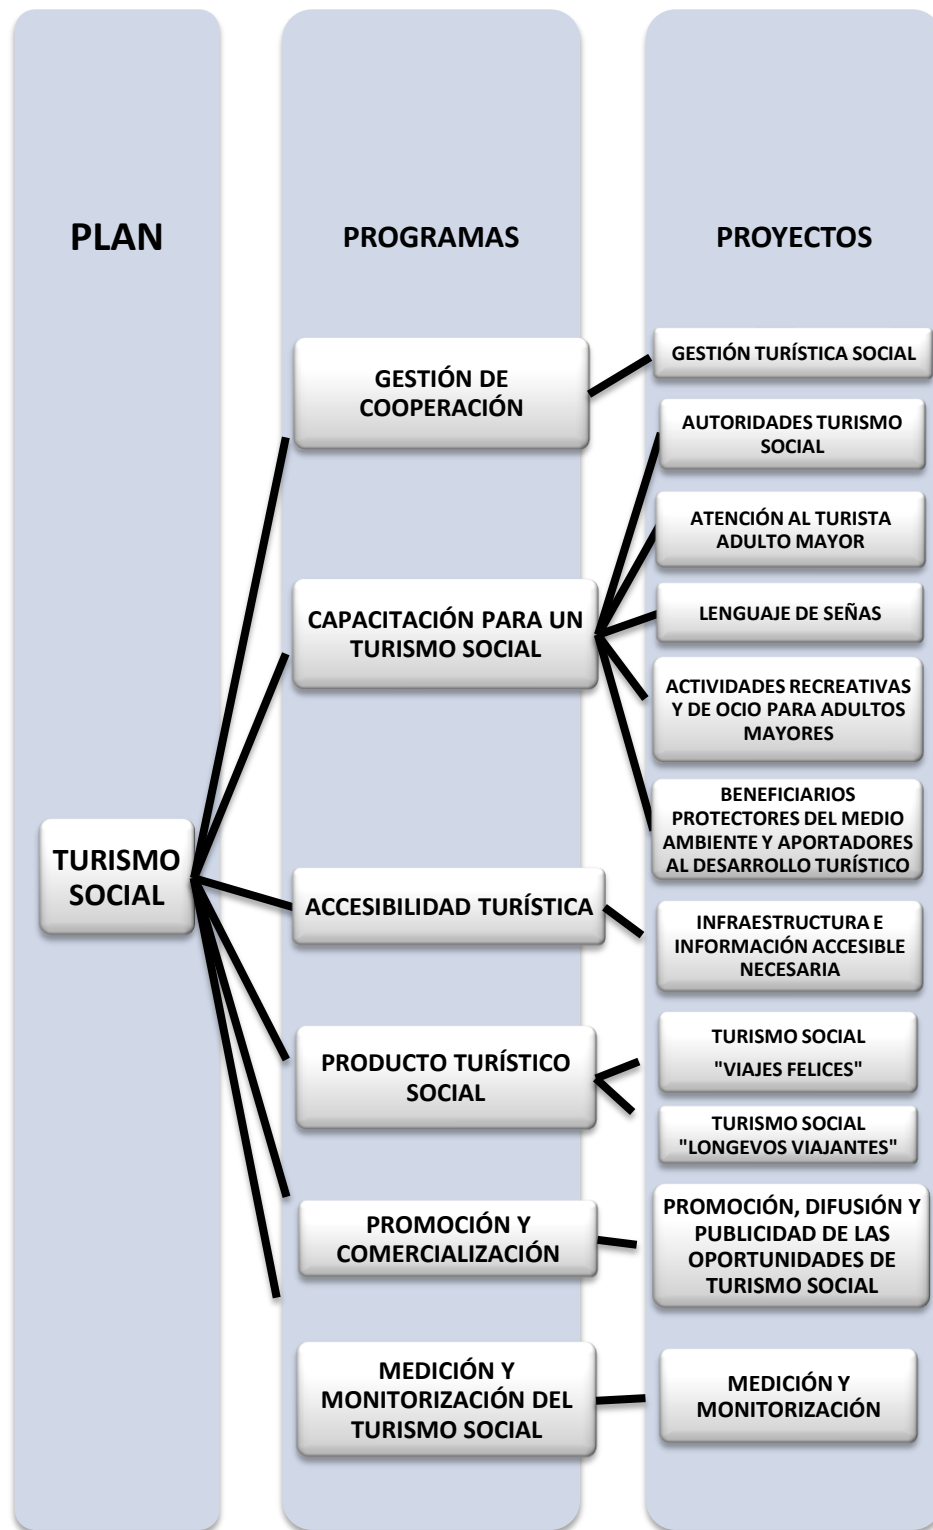 PLAN
PROGRAMAS
PROYECTOS
TURISMO
SOCIAL
GESTIÓN DE
COOPERACIÓN
GESTIÓN TURÍSTICA SOCIAL
CAPACITACIÓN PARA UN
TURISMO SOCIAL
AUTORIDADES TURISMO
SOCIAL
ATENCIÓN AL TURISTA
ADULTO MAYOR
LENGUAJE DE SEÑAS
ACTIVIDADES RECREATIVAS
Y DE OCIO PARA ADULTOS
MAYORES
BENEFICIARIOS
PROTECTORES DEL MEDIO
AMBIENTE Y APORTADORES
AL DESARROLLO TURÍSTICO
ACCESIBILIDAD TURÍSTICA
INFRAESTRUCTURA E
INFORMACIÓN ACCESIBLE
NECESARIA
PRODUCTO TURÍSTICO
SOCIAL
TURISMO SOCIAL
"VIAJES FELICES"
TURISMO SOCIAL
"LONGEVOS VIAJANTES"
PROMOCIÓN Y
COMERCIALIZACIÓN
PROMOCIÓN, DIFUSIÓN Y
PUBLICIDAD DE LAS
OPORTUNIDADES DE
TURISMO SOCIAL
MEDICIÓN Y
MONITORIZACIÓN DEL
TURISMO SOCIAL
MEDICIÓN Y
MONITORIZACIÓN